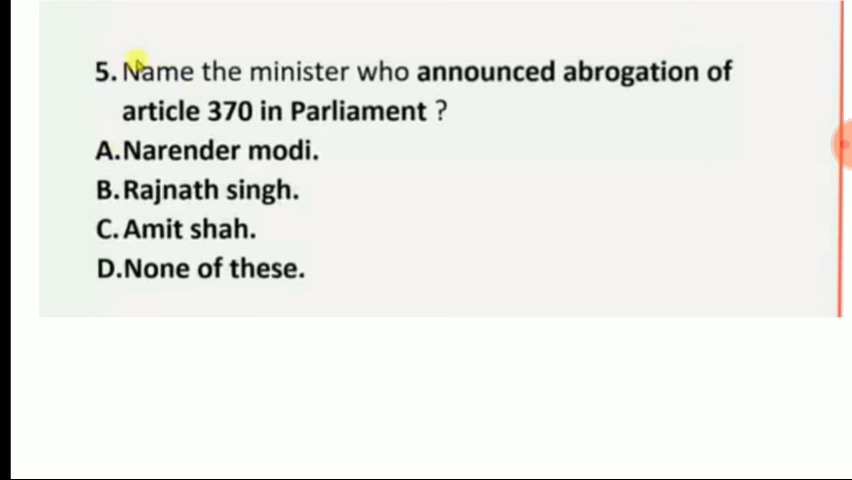 5. Name the minister who announced abrogation of
article 370 in Parliament ?
A.Narender modi.
B.Rajnath singh.
C.Amit shah.
D.None of these.